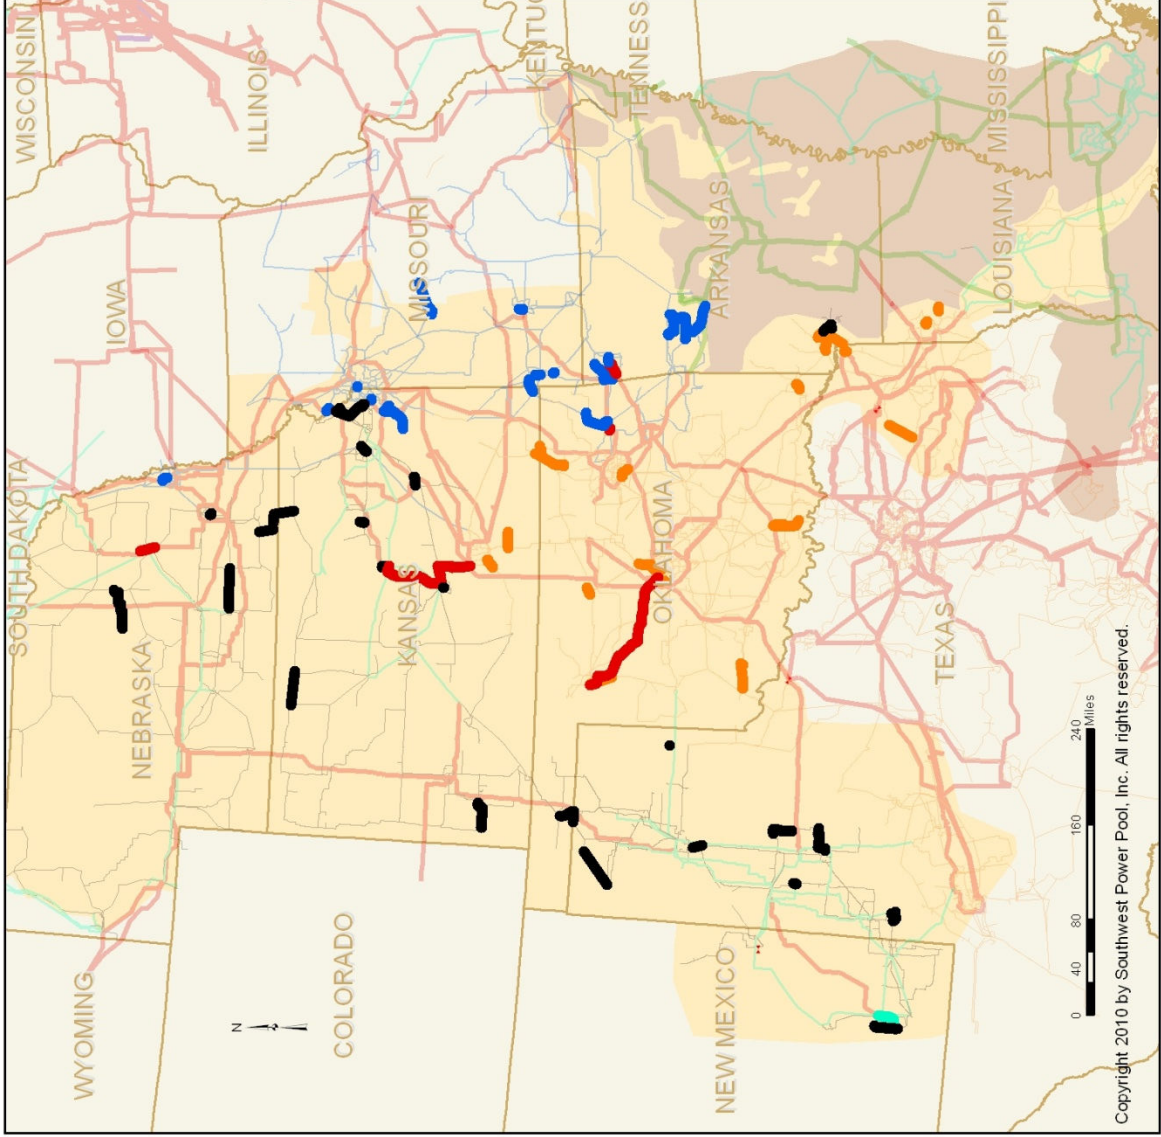 SOUTH DAKOTA
WISCONSIN
WYOMING
IOWA
NEBRASKA
N
ILLINOIS
COLORADO
KANSAS
MISSOURI
KENTUC
TENNESS
OKLAHOMA
ARKANSAS
NEW MEXICO
TEXAS
MISSISSIPPI
LOUISIANA
0 40 80 160 240
Miles
Copyright 2010 by Southwest Power Pool, Inc. All rights reserved.